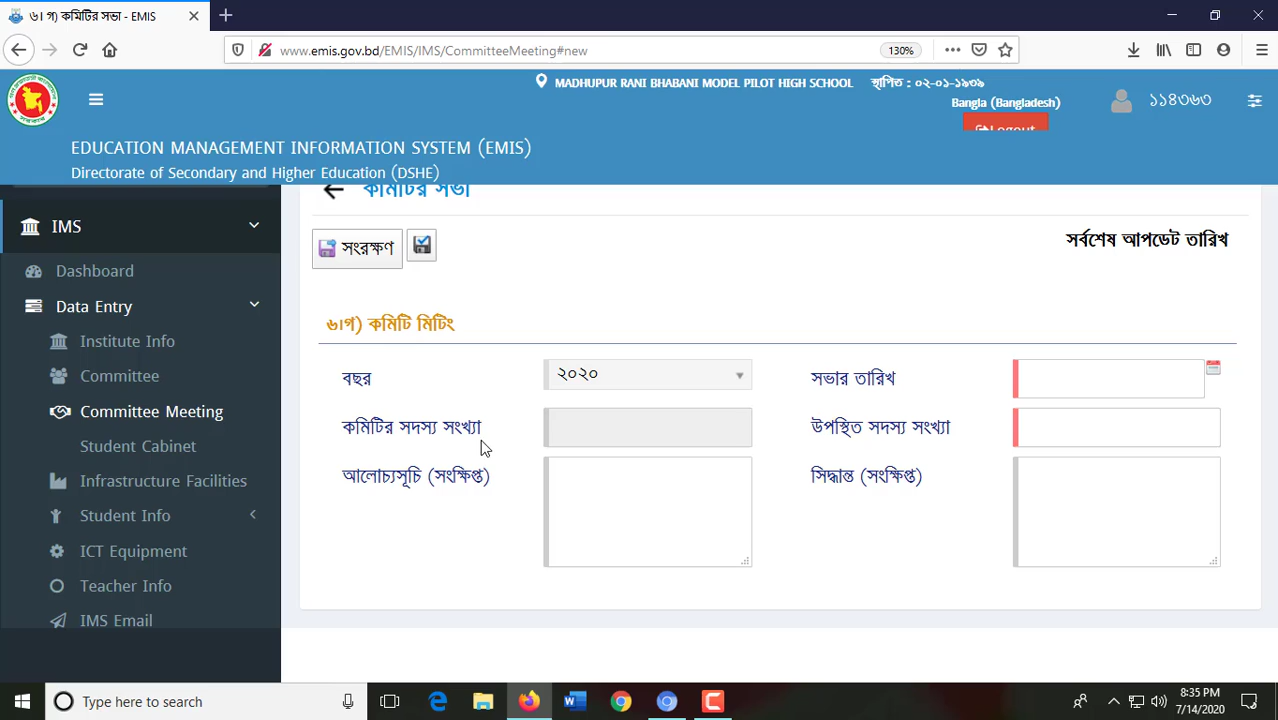 ৬। গ) কমিটির সভা - EMIS
www.emis.gov.bd/EMIS/IMS/CommitteeMeeting#new
130%
MADHUPUR RANI BHABANI MODEL PILOT HIGH SCHOOL
স্থাপিত : ০২-০১-১৯৩৯
Bangla (Bangladesh)
১১৪৩৬৩
Logout
EDUCATION MANAGEMENT INFORMATION SYSTEM (EMIS)
Directorate of Secondary and Higher Education (DSHE)
কমিটির সভা
IMS
সংরক্ষণ
সর্বশেষ আপডেট তারিখ
Dashboard
Data Entry
Institute Info
Committee
Committee Meeting
Student Cabinet
Infrastructure Facilities
Student Info
ICT Equipment
Teacher Info
IMS Email
৬।গ) কমিটি মিটিং
বছর
২০২০
সভার তারিখ
কমিটির সদস্য সংখ্যা
উপস্থিত সদস্য সংখ্যা
আলোচ্যসূচি (সংক্ষিপ্ত)
সিদ্ধান্ত (সংক্ষিপ্ত)
Type here to search
8:35 PM
7/14/2020